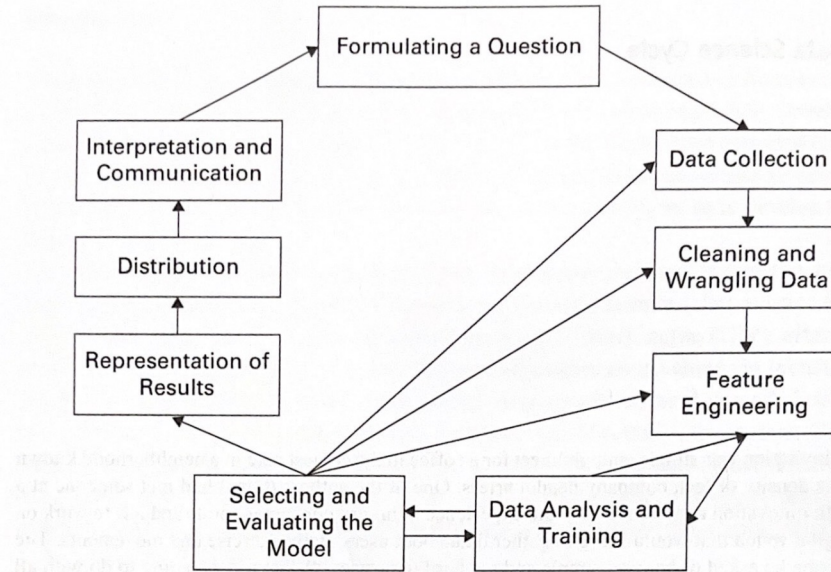 Formulating a Question
Interpretation and
Communication
Data Collection
Distribution
Cleaning and
Wrangling Data
Representation of
Results
Feature
Engineering
Selecting and
Evaluating the
Model
Data Analysis and
Training